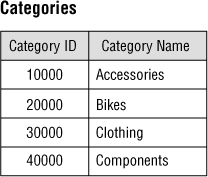 Categories
Category ID Category Name
10000 Accessories
20000 Bikes
30000 Clothing
40000 Components